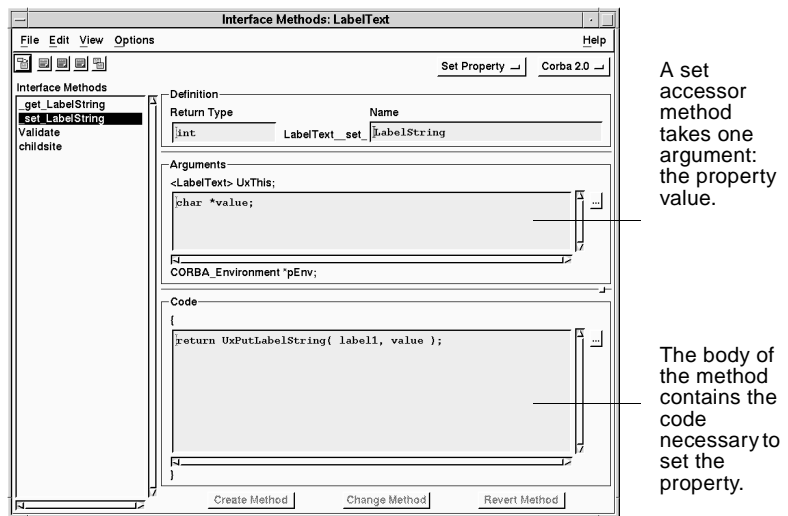 Interface Methods: LabelText
File Edit View Options Help
Set Property Corba 2.0
Interface Methods
_get_LabelString
_set_LabelString
Validate
childsite
Definition
Return Type Name
int LabelText__set_ LabelString
Arguments
<LabelText> UxThis;
char *value;
...
CORBA_Environment *pEnv;
Code
{
return UxPutLabelString( label1, value );
...
}
Create Method Change Method Revert Method
A set
accessor
method
takes one
argument:
the property
value.
The body of
the method
contains the
code
necessary to
set the
property.